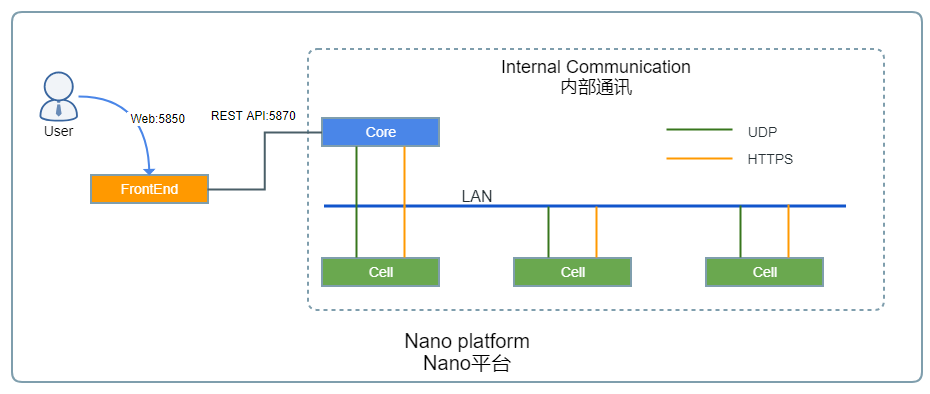 Internal Communication
内部通讯
User
Web:5850
REST API:5870
Core
UDP
HTTPS
FrontEnd
LAN
Cell
Cell
Cell
Nano platform
Nano平台